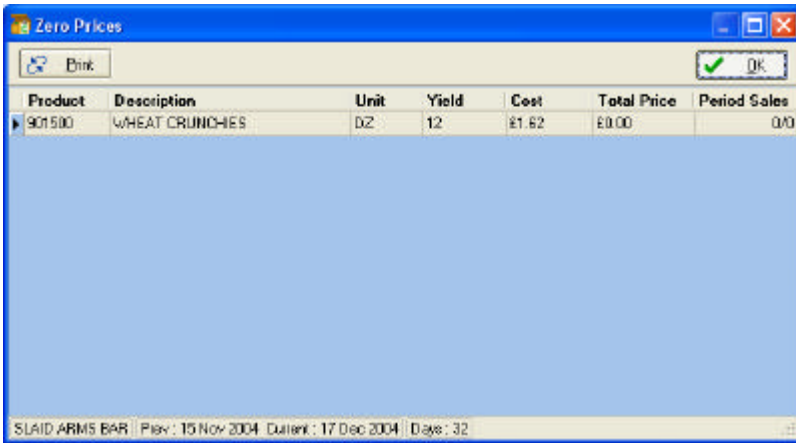 Zero Prices
Print OK
Product Description Unit Yield Cost Total Price Period Sales
901500 WHEAT CRUNCHIES DZ 12 £1.62 £0.00 0/0
SLAID ARMS BAR Prev : 15 Nov 2004 Current : 17 Dec 2004 Days : 32